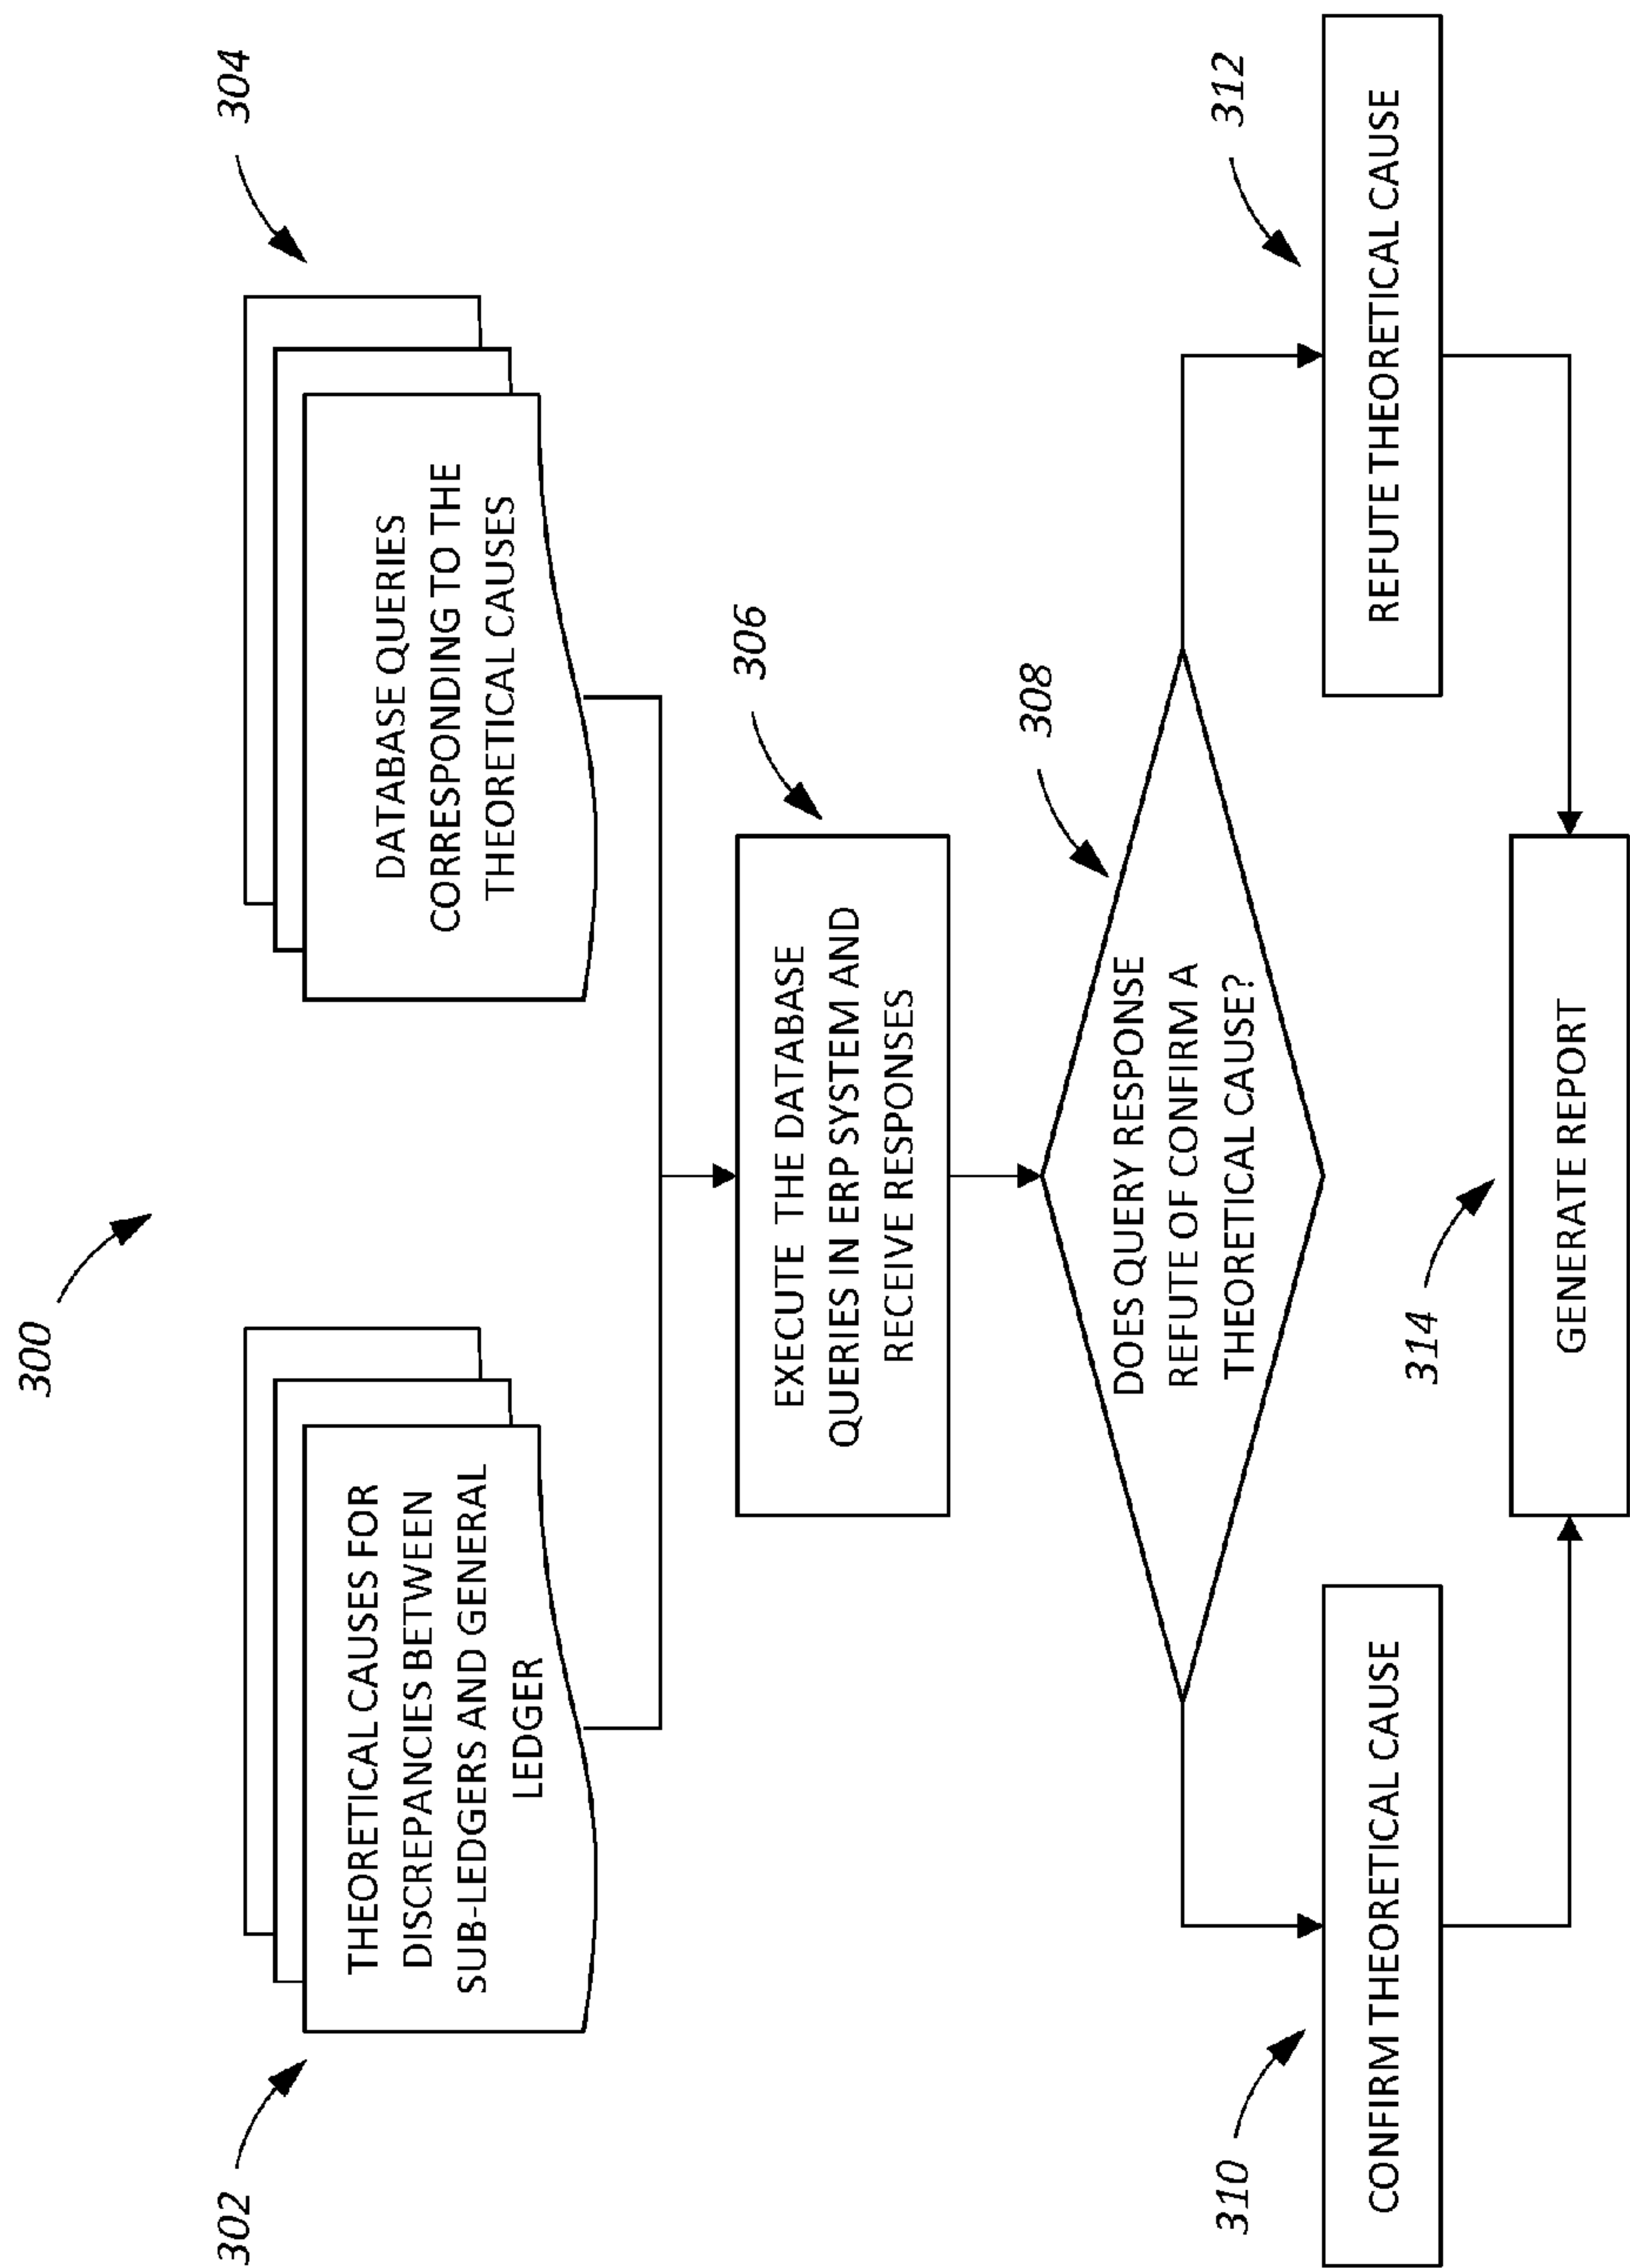 300
302
THEORETICAL CAUSES FOR
DISCREPANCIES BETWEEN
SUB-LEDGERS AND GENERAL
LEDGER
304
DATABASE QUERIES
CORRESPONDING TO THE
THEORETICAL CAUSES
306
EXECUTE THE DATABASE
QUERIES IN ERP SYSTEM AND
RECEIVE RESPONSES
308
DOES QUERY RESPONSE
REFUTE OF CONFIRM A
THEORETICAL CAUSE?
310
CONFIRM THEORETICAL CAUSE
312
REFUTE THEORETICAL CAUSE
314
GENERATE REPORT